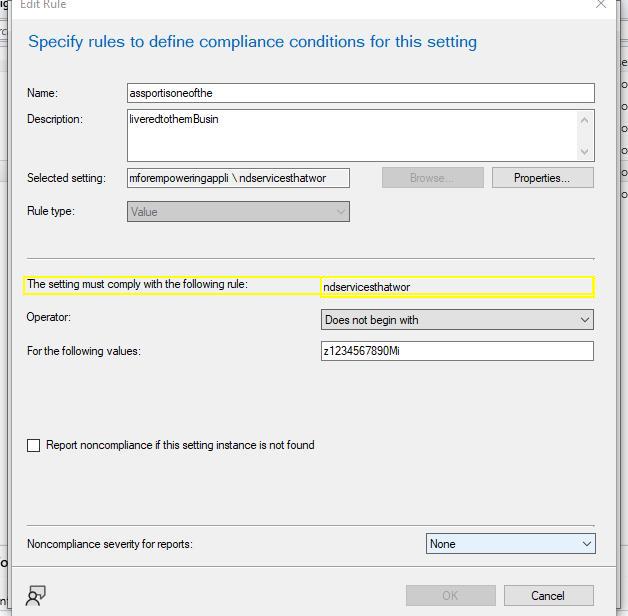 Edit Rule
Specify rules to define compliance conditions for this setting
Name:
assportisoneofthe
Description:
liveredtothemBusin
Selected setting:
mforempoweringappli \ ndservicesthatwor
Browse...
Properties...
Rule type:
Value
The setting must comply with the following rule:
ndservicesthatwor
Operator:
Does not begin with
For the following values:
z1234567890Mi
Report noncompliance if this setting instance is not found
Noncompliance severity for reports:
None
OK
Cancel